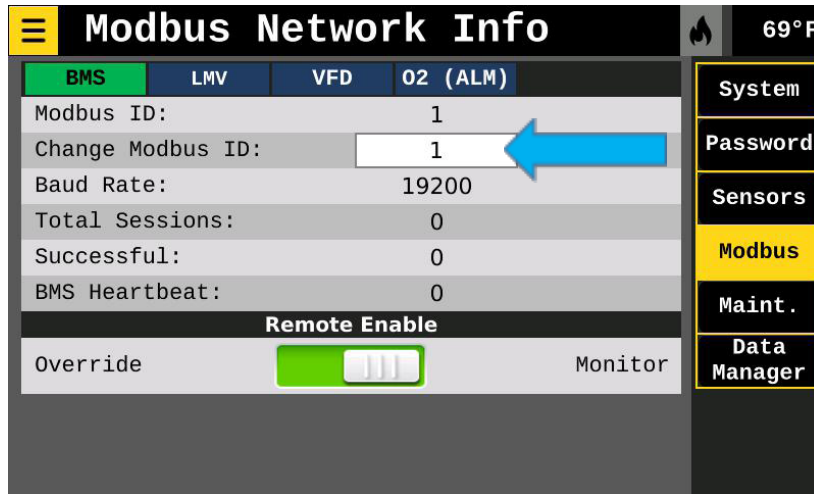 Modbus Network Info
69°F
BMS LMV VFD O2 (ALM)
Modbus ID: 1
Change Modbus ID: 1
Baud Rate: 19200
Total Sessions: 0
Successful: 0
BMS Heartbeat: 0
Remote Enable
Override Monitor
System
Password
Sensors
Modbus
Maint.
Data
Manager